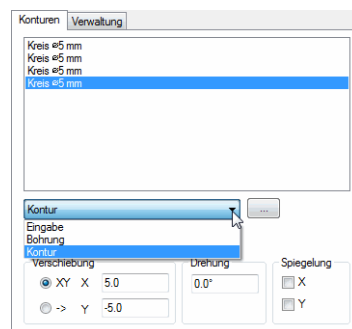 Konturen Verwaltung
Kreis ⌀5 mm
Kreis ⌀5 mm
Kreis ⌀5 mm
Kreis ⌀5 mm
Kontur ...
Eingabe
Bohrung
Kontur
Verschiebung Drehung Spiegelung
XY X 5.0 0.0° X
-> Y -5.0 Y